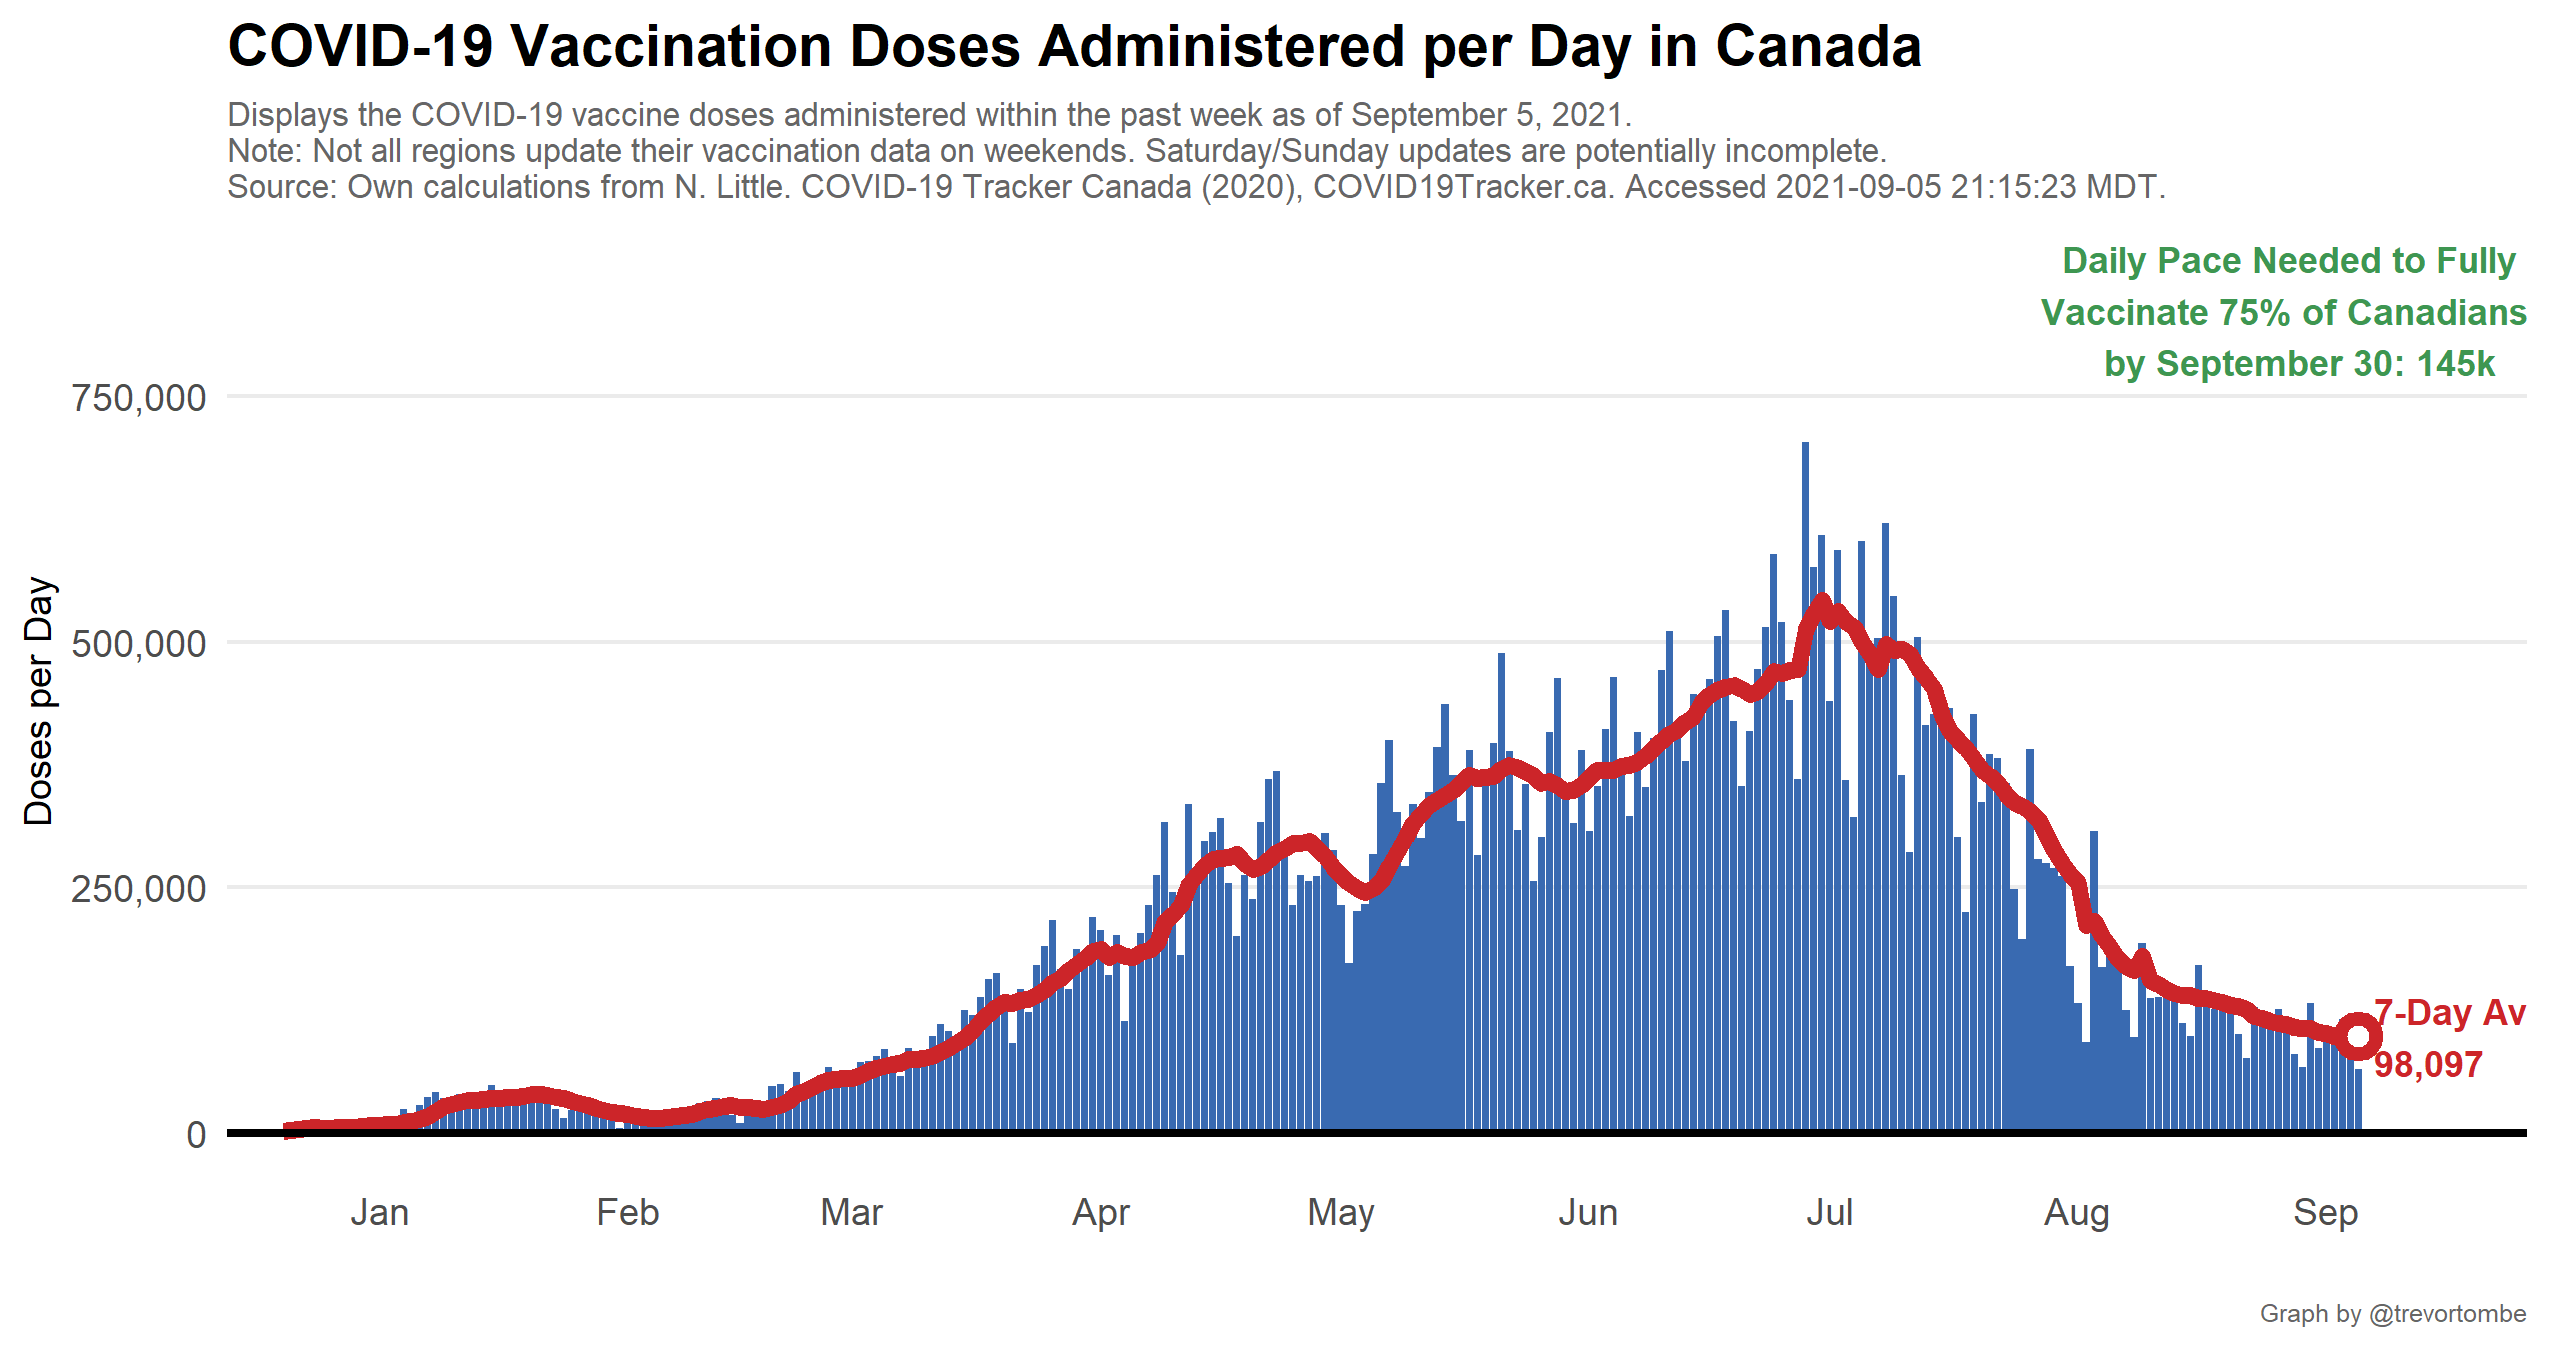 COVID-19 Vaccination Doses Administered per Day in Canada
Displays the COVID-19 vaccine doses administered within the past week as of September 5, 2021.
Note: Not all regions update their vaccination data on weekends. Saturday/Sunday updates are potentially incomplete.
Source: Own calculations from N. Little. COVID-19 Tracker Canada (2020), COVID19Tracker.ca. Accessed 2021-09-05 21:15:23 MDT.
Daily Pace Needed to Fully
Vaccinate 75% of Canadians
by September 30: 145k
750,000
500,000
250,000
0
Doses per Day
7-Day Av
98,097
Jan Feb Mar Apr May Jun Jul Aug Sep
Graph by @trevortombe